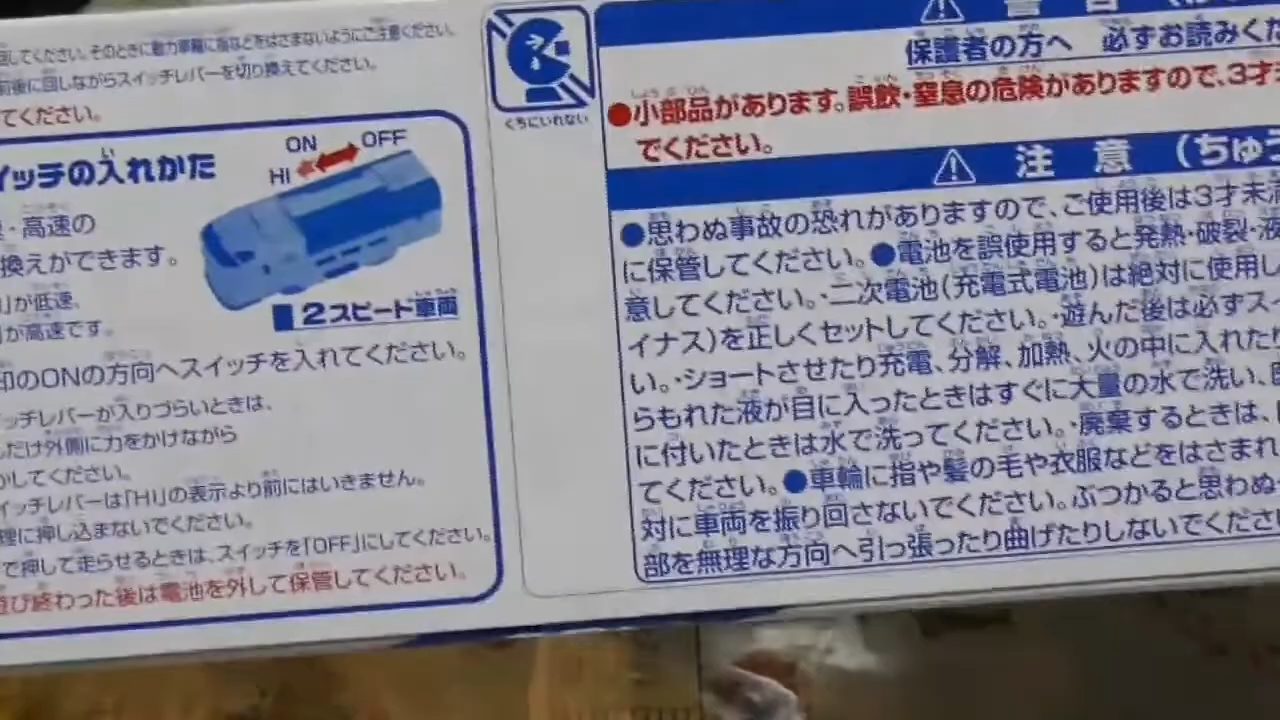 してください。そのときに動力車輪に指などをはさまないようにご注意ください。
前後に回しながらスイッチレバーを切り換えてください。
てください。
イッチの入れかた
ON
OFF
HI
・高速の
換えができます。
」が低速、
」が高速です。
2スピード車両
印のONの方向へスイッチを入れてください。
イッチレバーが入りづらいときは、
しだけ外側に力をかけながら
かしてください。
イッチレバーは「HI」の表示より前にはいきません。
理に押し込まないでください。
で押して走らせるときは、スイッチを「OFF」にしてください。
遊び終わった後は電池を外して保管してください。
くちにいれない
警告
保護者の方へ 必ずお読みくだ
●小部品があります。誤飲・窒息の危険がありますので、3才未
でください。
注意(ちゅう
●思わぬ事故の恐れがありますので、ご使用後は3才未満
に保管してください。●電池を誤使用すると発熱・破裂・液
意してください。・二次電池(充電式電池)は絶対に使用し
イナス)を正しくセットしてください。・遊んだ後は必ずスイ
い。・ショートさせたり充電、分解、加熱、火の中に入れたり
らもれた液が目に入ったときはすぐに大量の水で洗い、医
に付いたときは水で洗ってください。・廃棄するときは、
てください。●車輪に指や髪の毛や衣服などをはさまれ
対に車両を振り回さないでください。ぶつかると思わぬ
部を無理な方向へ引っ張ったり曲げたりしないでくださ